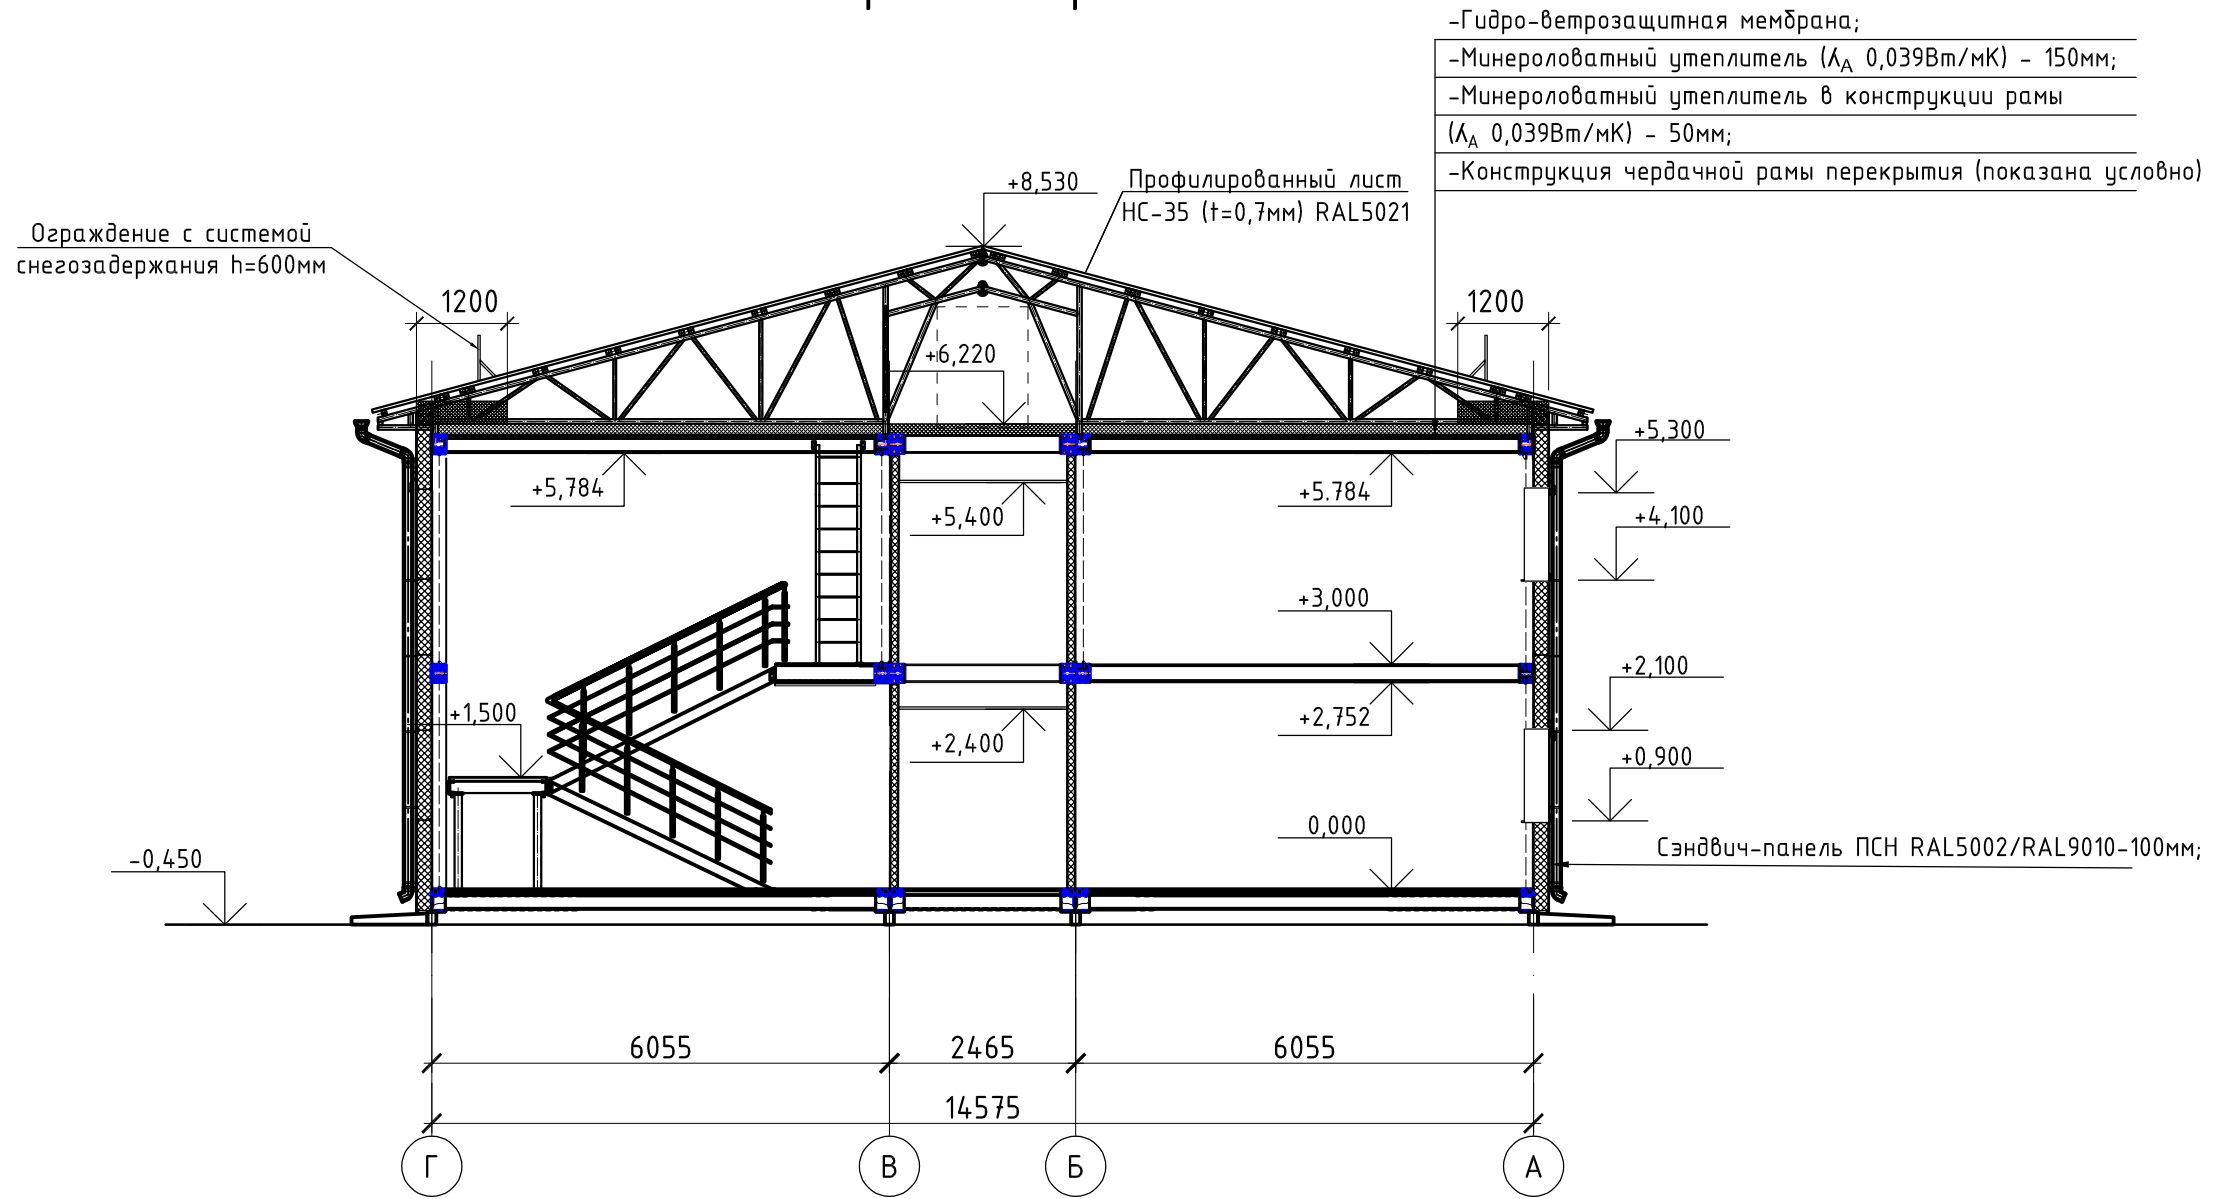 -Гидро-ветрозащитная мембрана;
-Минероловатный утеплитель (λА 0,039Вт/мК) - 150мм;
-Минероловатный утеплитель в конструкции рамы
(λА 0,039Вт/мК) - 50мм;
-Конструкция чердачной рамы перекрытия (показана условно)
+8,530
Профилированный лист
НС-35 (t=0,7мм) RAL5021
Ограждение с системой
снегозадержания h=600мм
1200
1200
+6,220
+5,300
+5,784
+5,400
+5.784
+4,100
+3,000
+2,100
+1,500
+2,400
+2,752
+0,900
0,000
-0,450
Сэндвич-панель ПСН RAL5002/RAL9010-100мм;
6055
2465
6055
14575
Г
В
Б
А